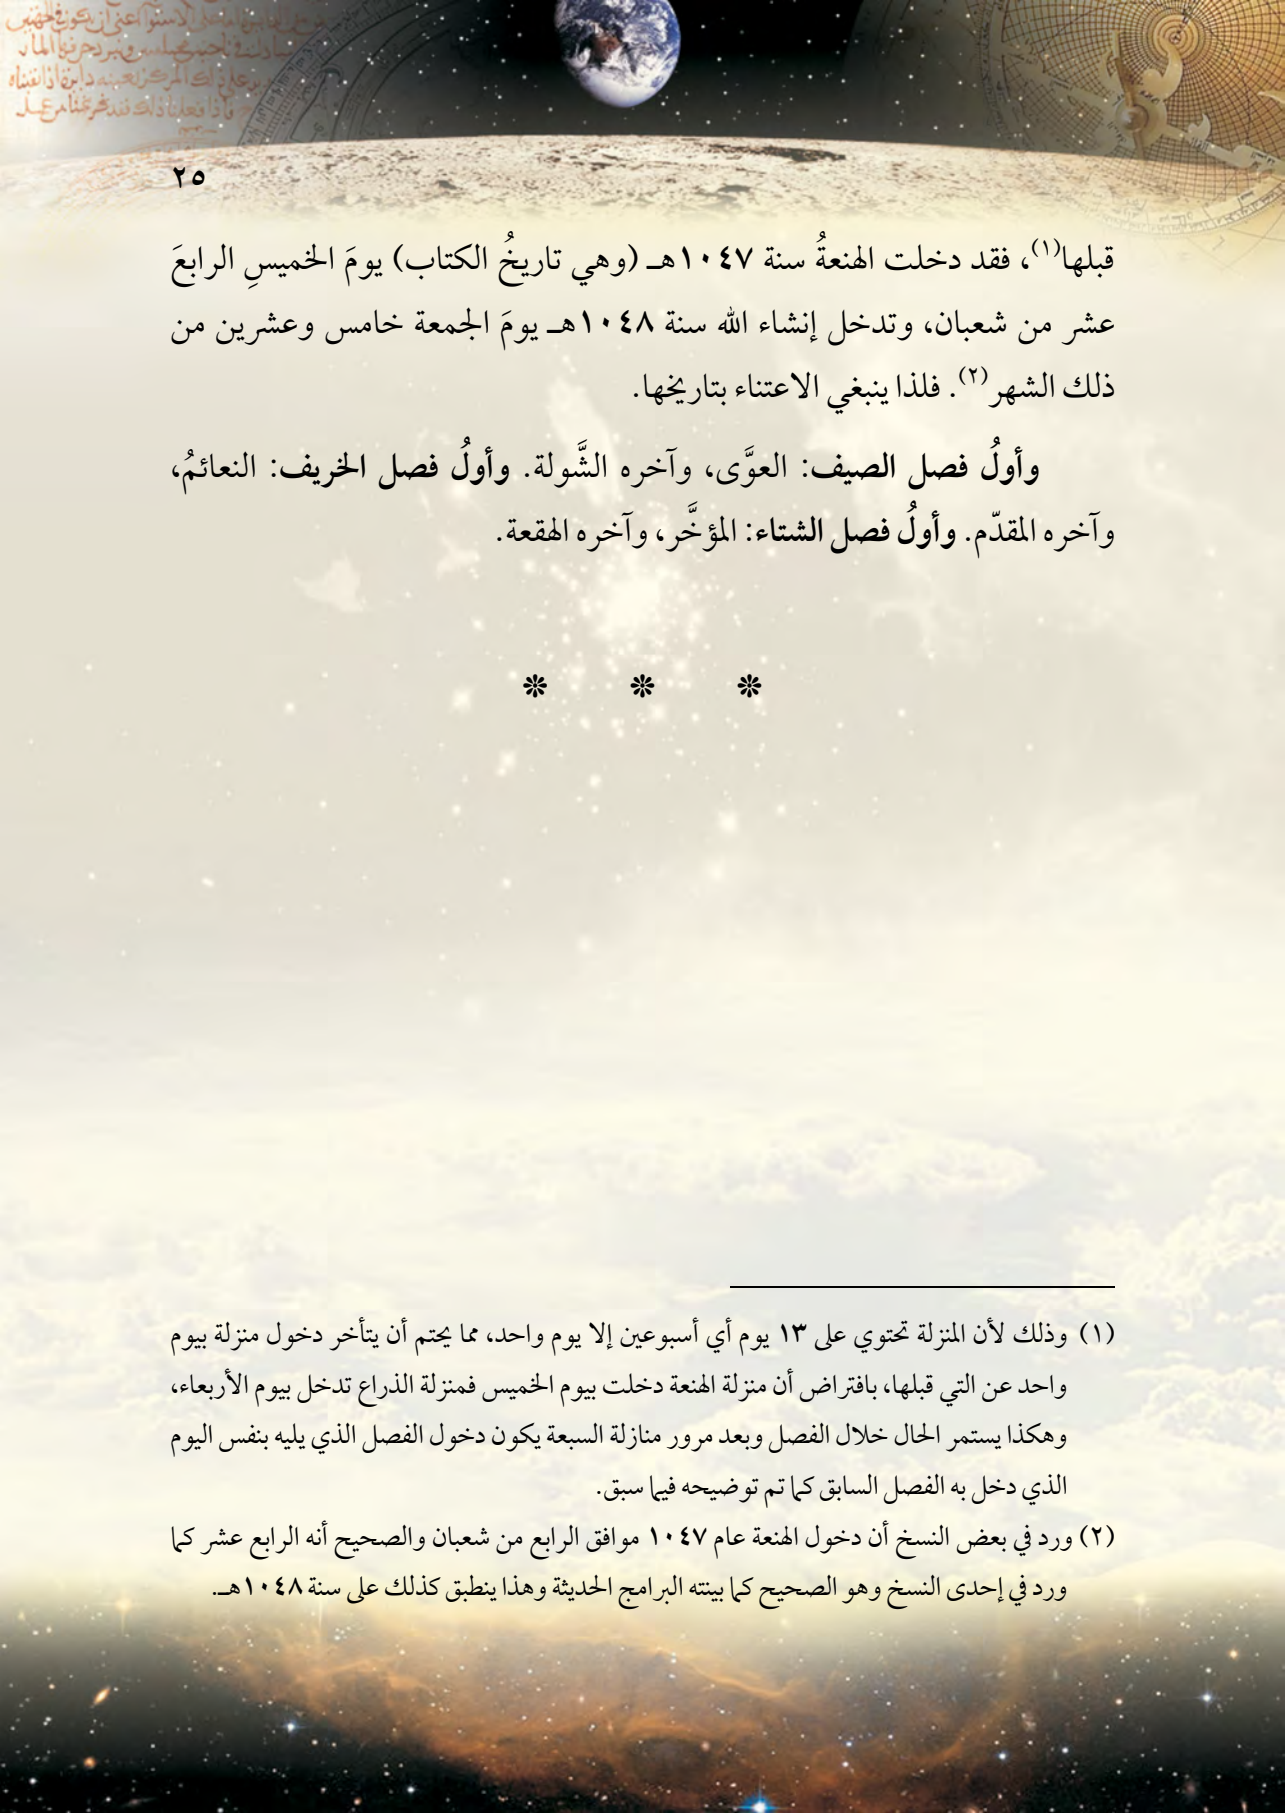 ٢٥
قبلها(١)، فقد دخلت الهنعةُ سنة ١٠٤٧هـ (وهي تاريخُ الكتاب) يومَ الخميسِ الرابعَ
عشر من شعبان، وتدخل إنشاء الله سنة ١٠٤٨هـ يومَ الجمعة خامس وعشرين من
ذلك الشهر(٢). فلذا ينبغي الاعتناء بتاريخها.
وأولُ فصل الصيف: العوَّى، وآخره الشَّولة. وأولُ فصل الخريف: النعائمُ،
وآخره المقدّم. وأولُ فصل الشتاء: المؤخَّر، وآخره الهقعة.
❊ ❊ ❊
(١) وذلك لأن المنزلة تحتوي على ١٣ يوم أي أسبوعين إلا يوم واحد، مما يحتم أن يتأخر دخول منزلة بيوم
واحد عن التي قبلها، بافتراض أن منزلة الهنعة دخلت بيوم الخميس فمنزلة الذراع تدخل بيوم الأربعاء،
وهكذا يستمر الحال خلال الفصل وبعد مرور منازلة السبعة يكون دخول الفصل الذي يليه بنفس اليوم
الذي دخل به الفصل السابق كما تم توضيحه فيما سبق.
(٢) ورد في بعض النسخ أن دخول الهنعة عام ١٠٤٧ موافق الرابع من شعبان والصحيح أنه الرابع عشر كما
ورد في إحدى النسخ وهو الصحيح كما بينته البرامج الحديثة وهذا ينطبق كذلك على سنة ١٠٤٨هـ.